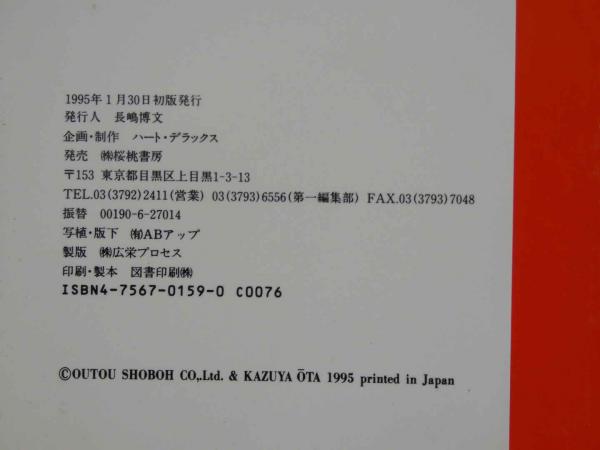 1995年1月30日初版発行
発行人　長嶋博文
企画・制作　ハート・デラックス
発売　㈱桜桃書房
〒153 東京都目黒区上目黒1-3-13
TEL.03(3792)2411(営業) 03(3793)6556(第一編集部) FAX.03(3793)7048
振替　00190-6-27014
写植・版下　㈲ABアップ
製版　㈱広栄プロセス
印刷・製本　図書印刷㈱
ISBN4-7567-0159-0 C0076
©OUTOU SHOBOH CO,.Ltd. & KAZUYA ŌTA 1995 printed in Japan